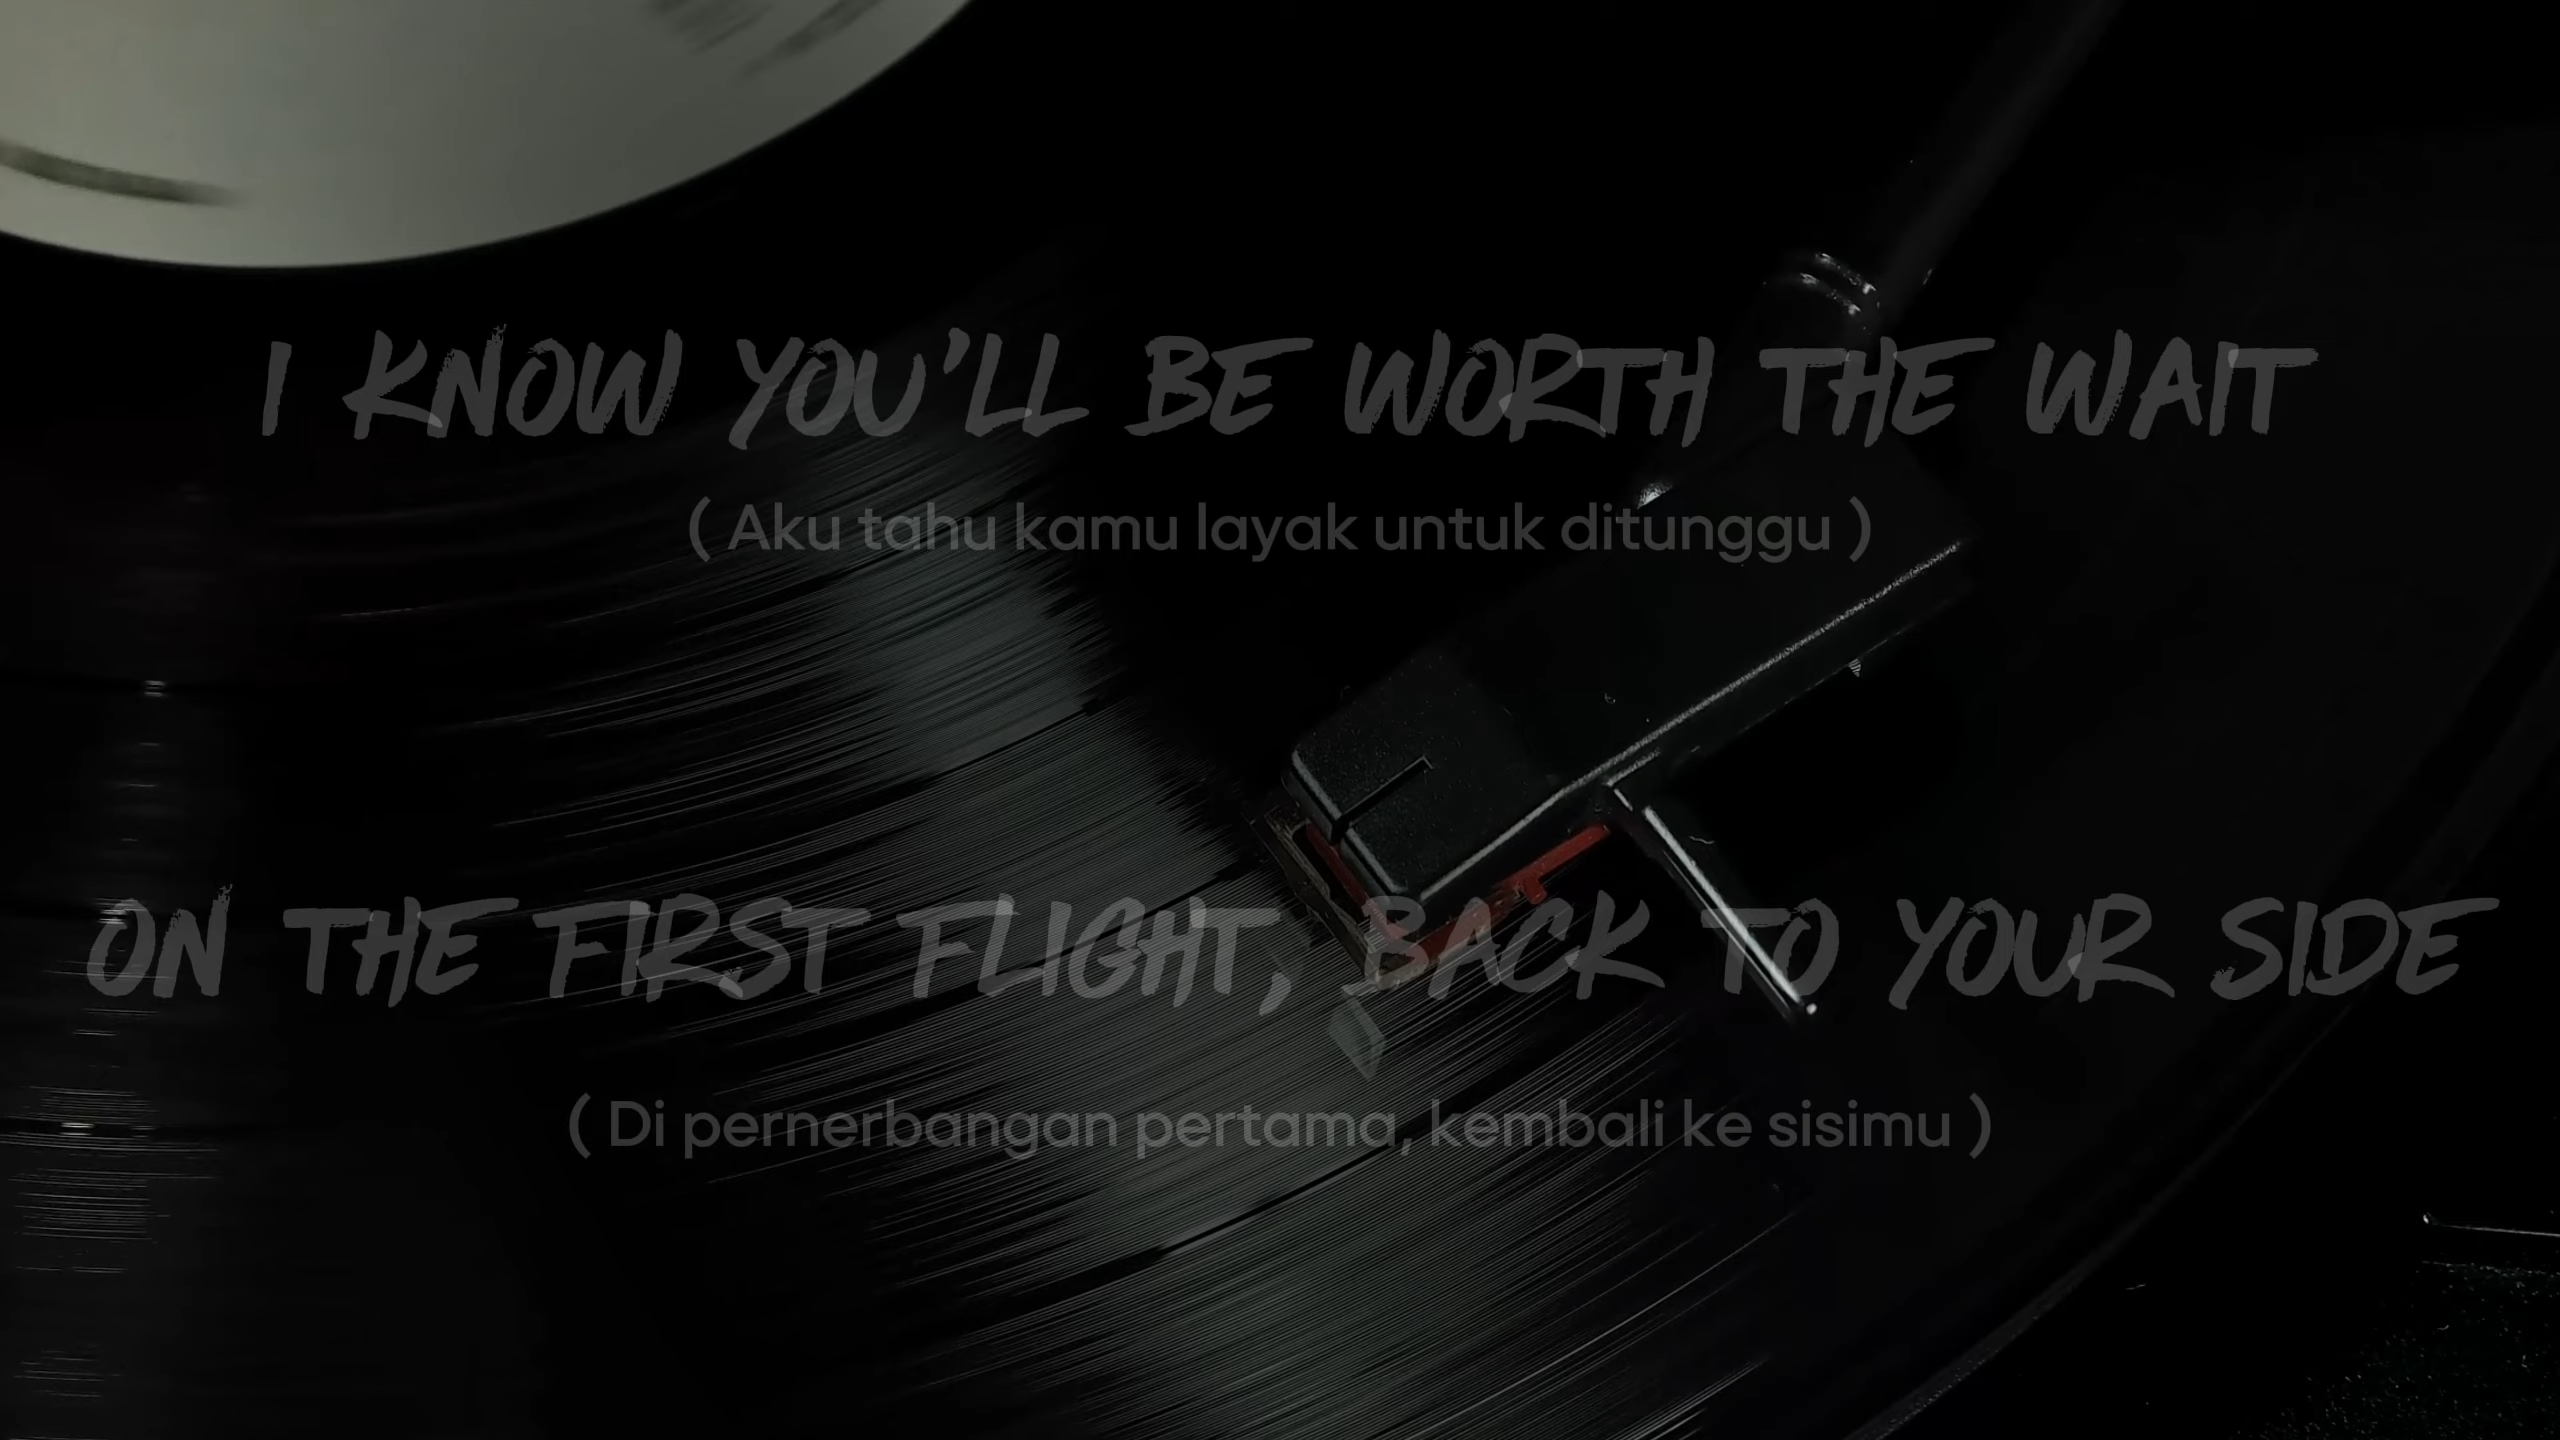 I KNOW YOU'LL BE WORTH THE WAIT
( Aku tahu kamu layak untuk ditunggu )
ON THE FIRST FLIGHT, BACK TO YOUR SIDE
( Di pernerbangan pertama, kembali ke sisimu )